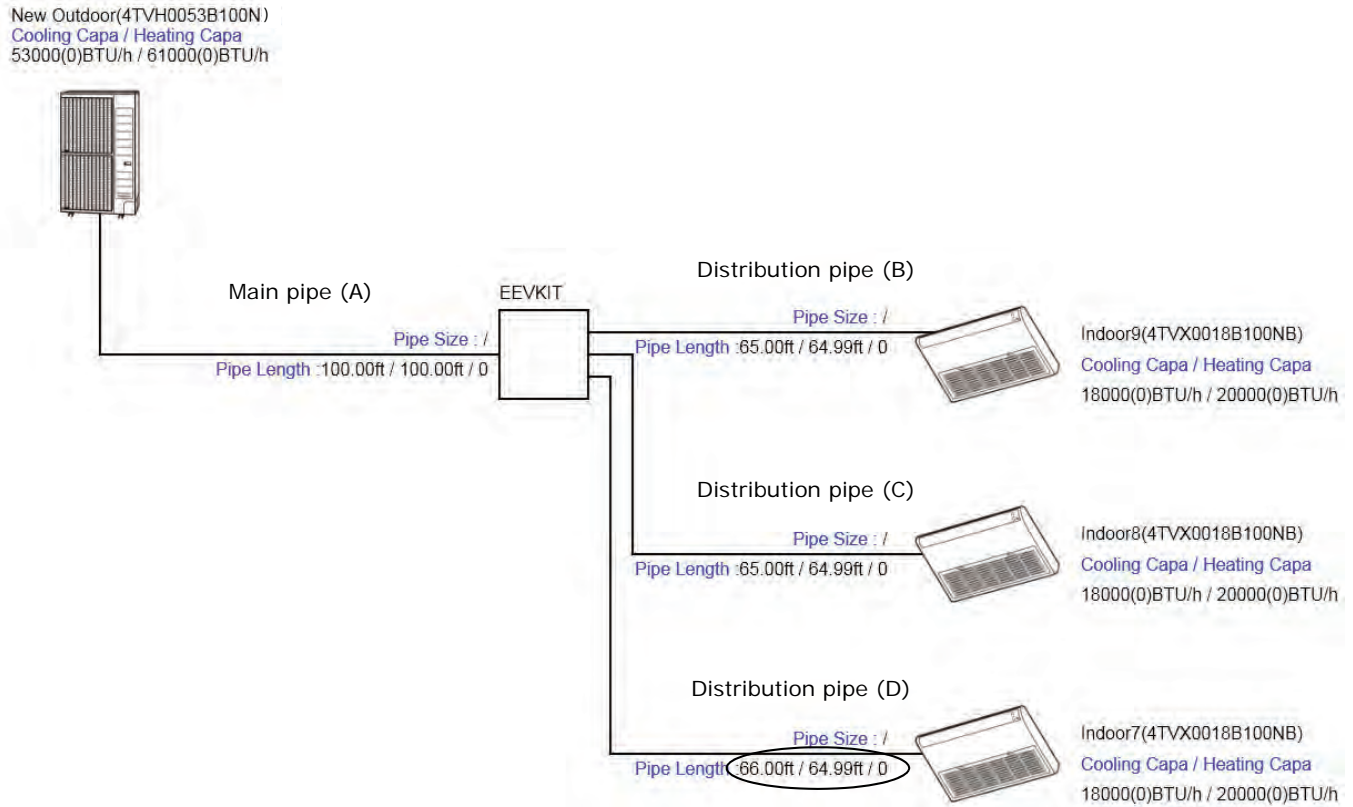 New Outdoor(4TVH0053B100N)
Cooling Capa / Heating Capa
53000(0)BTU/h / 61000(0)BTU/h
Main pipe (A)
Pipe Size : /
Pipe Length :100.00ft / 100.00ft / 0
EEVKIT
Distribution pipe (B)
Pipe Size : /
Pipe Length :65.00ft / 64.99ft / 0
Indoor9(4TVX0018B100NB)
Cooling Capa / Heating Capa
18000(0)BTU/h / 20000(0)BTU/h
Distribution pipe (C)
Pipe Size : /
Pipe Length :65.00ft / 64.99ft / 0
Indoor8(4TVX0018B100NB)
Cooling Capa / Heating Capa
18000(0)BTU/h / 20000(0)BTU/h
Distribution pipe (D)
Pipe Size : /
Pipe Length :66.00ft / 64.99ft / 0
Indoor7(4TVX0018B100NB)
Cooling Capa / Heating Capa
18000(0)BTU/h / 20000(0)BTU/h